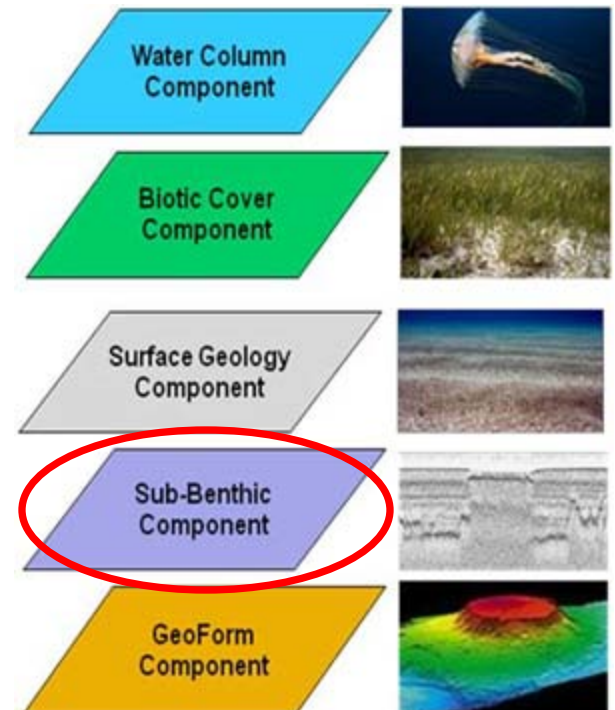 Water Column
Component
Biotic Cover
Component
Surface Geology
Component
Sub-Benthic
Component
GeoForm
Component